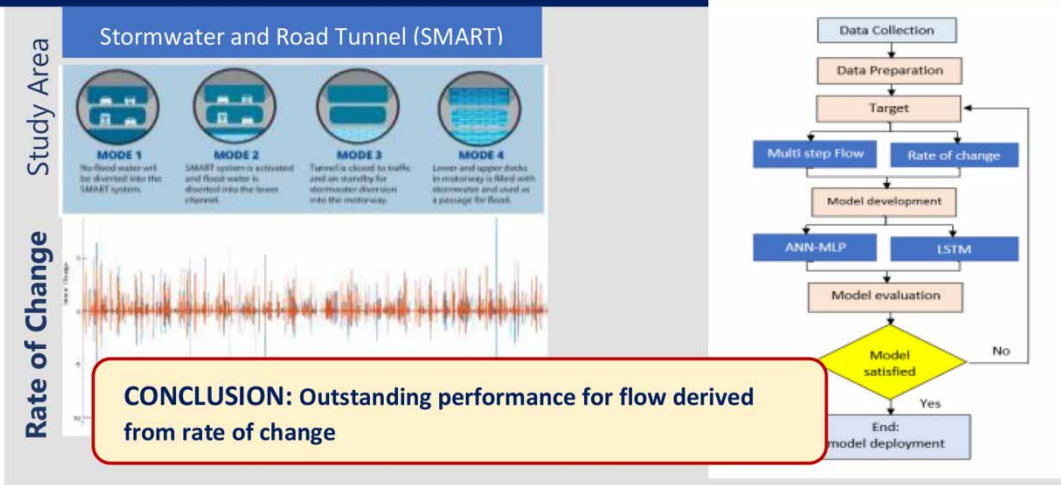 Study Area
Stormwater and Road Tunnel (SMART)
MODE 1
No flood water will
be diverted into the
SMART system.
MODE 2
SMART system is activated
and flood water is
diverted into the lower
channel.
MODE 3
Tunnel is closed to traffic
and on standby for
stormwater diversion
into the motorway.
MODE 4
Lower and upper decks
in motorway is filled with
stormwater and used as
a passage for flood.
Rate of Change
CONCLUSION: Outstanding performance for flow derived
from rate of change
Data Collection
Data Preparation
Target
Multi step Flow
Rate of change
Model development
ANN-MLP
LSTM
Model evaluation
Model
satisfied
No
Yes
End:
model deployment